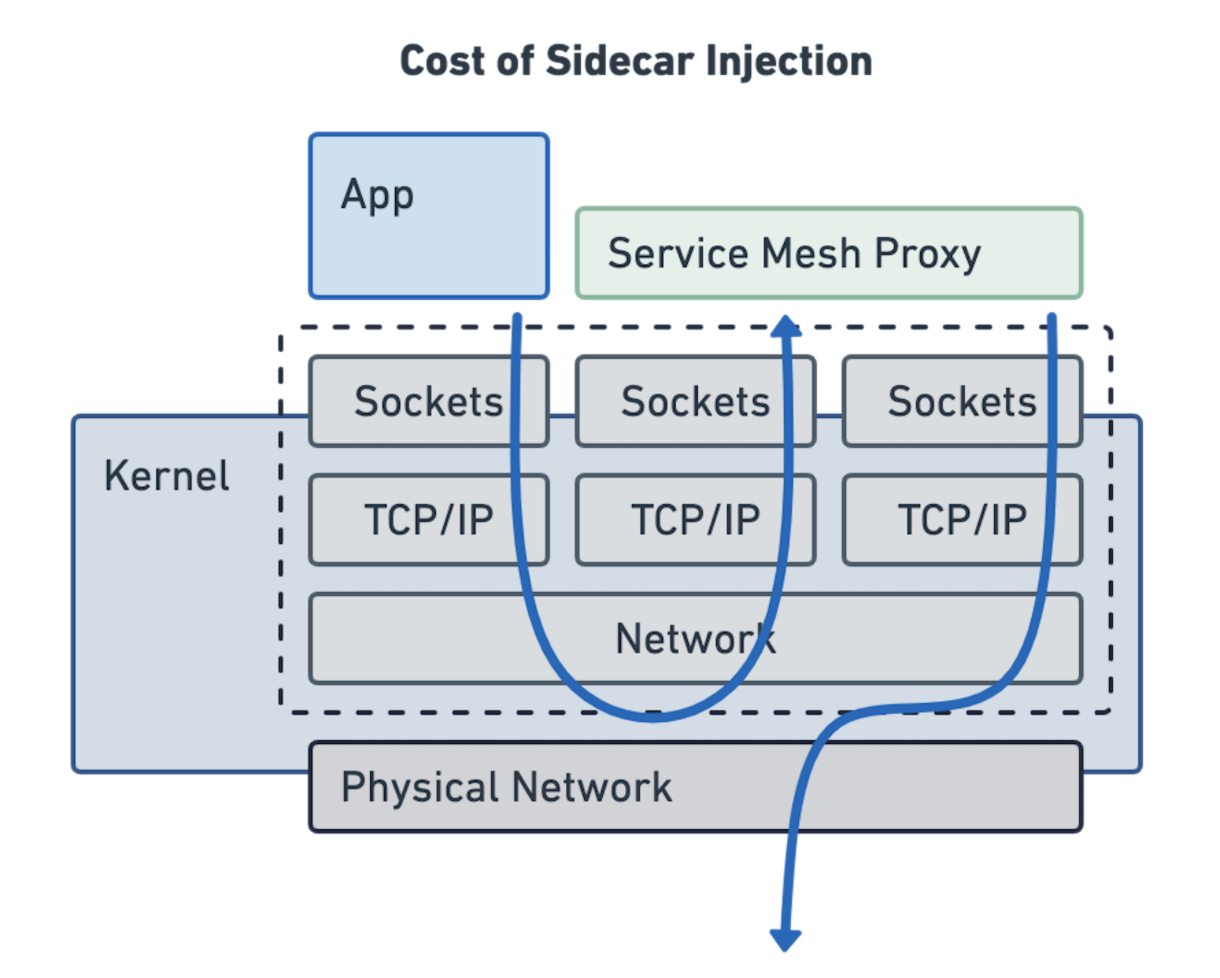 Cost of Sidecar Injection
App
Service Mesh Proxy
Sockets
Sockets
Sockets
Kernel
TCP/IP
TCP/IP
TCP/IP
Network
Physical Network